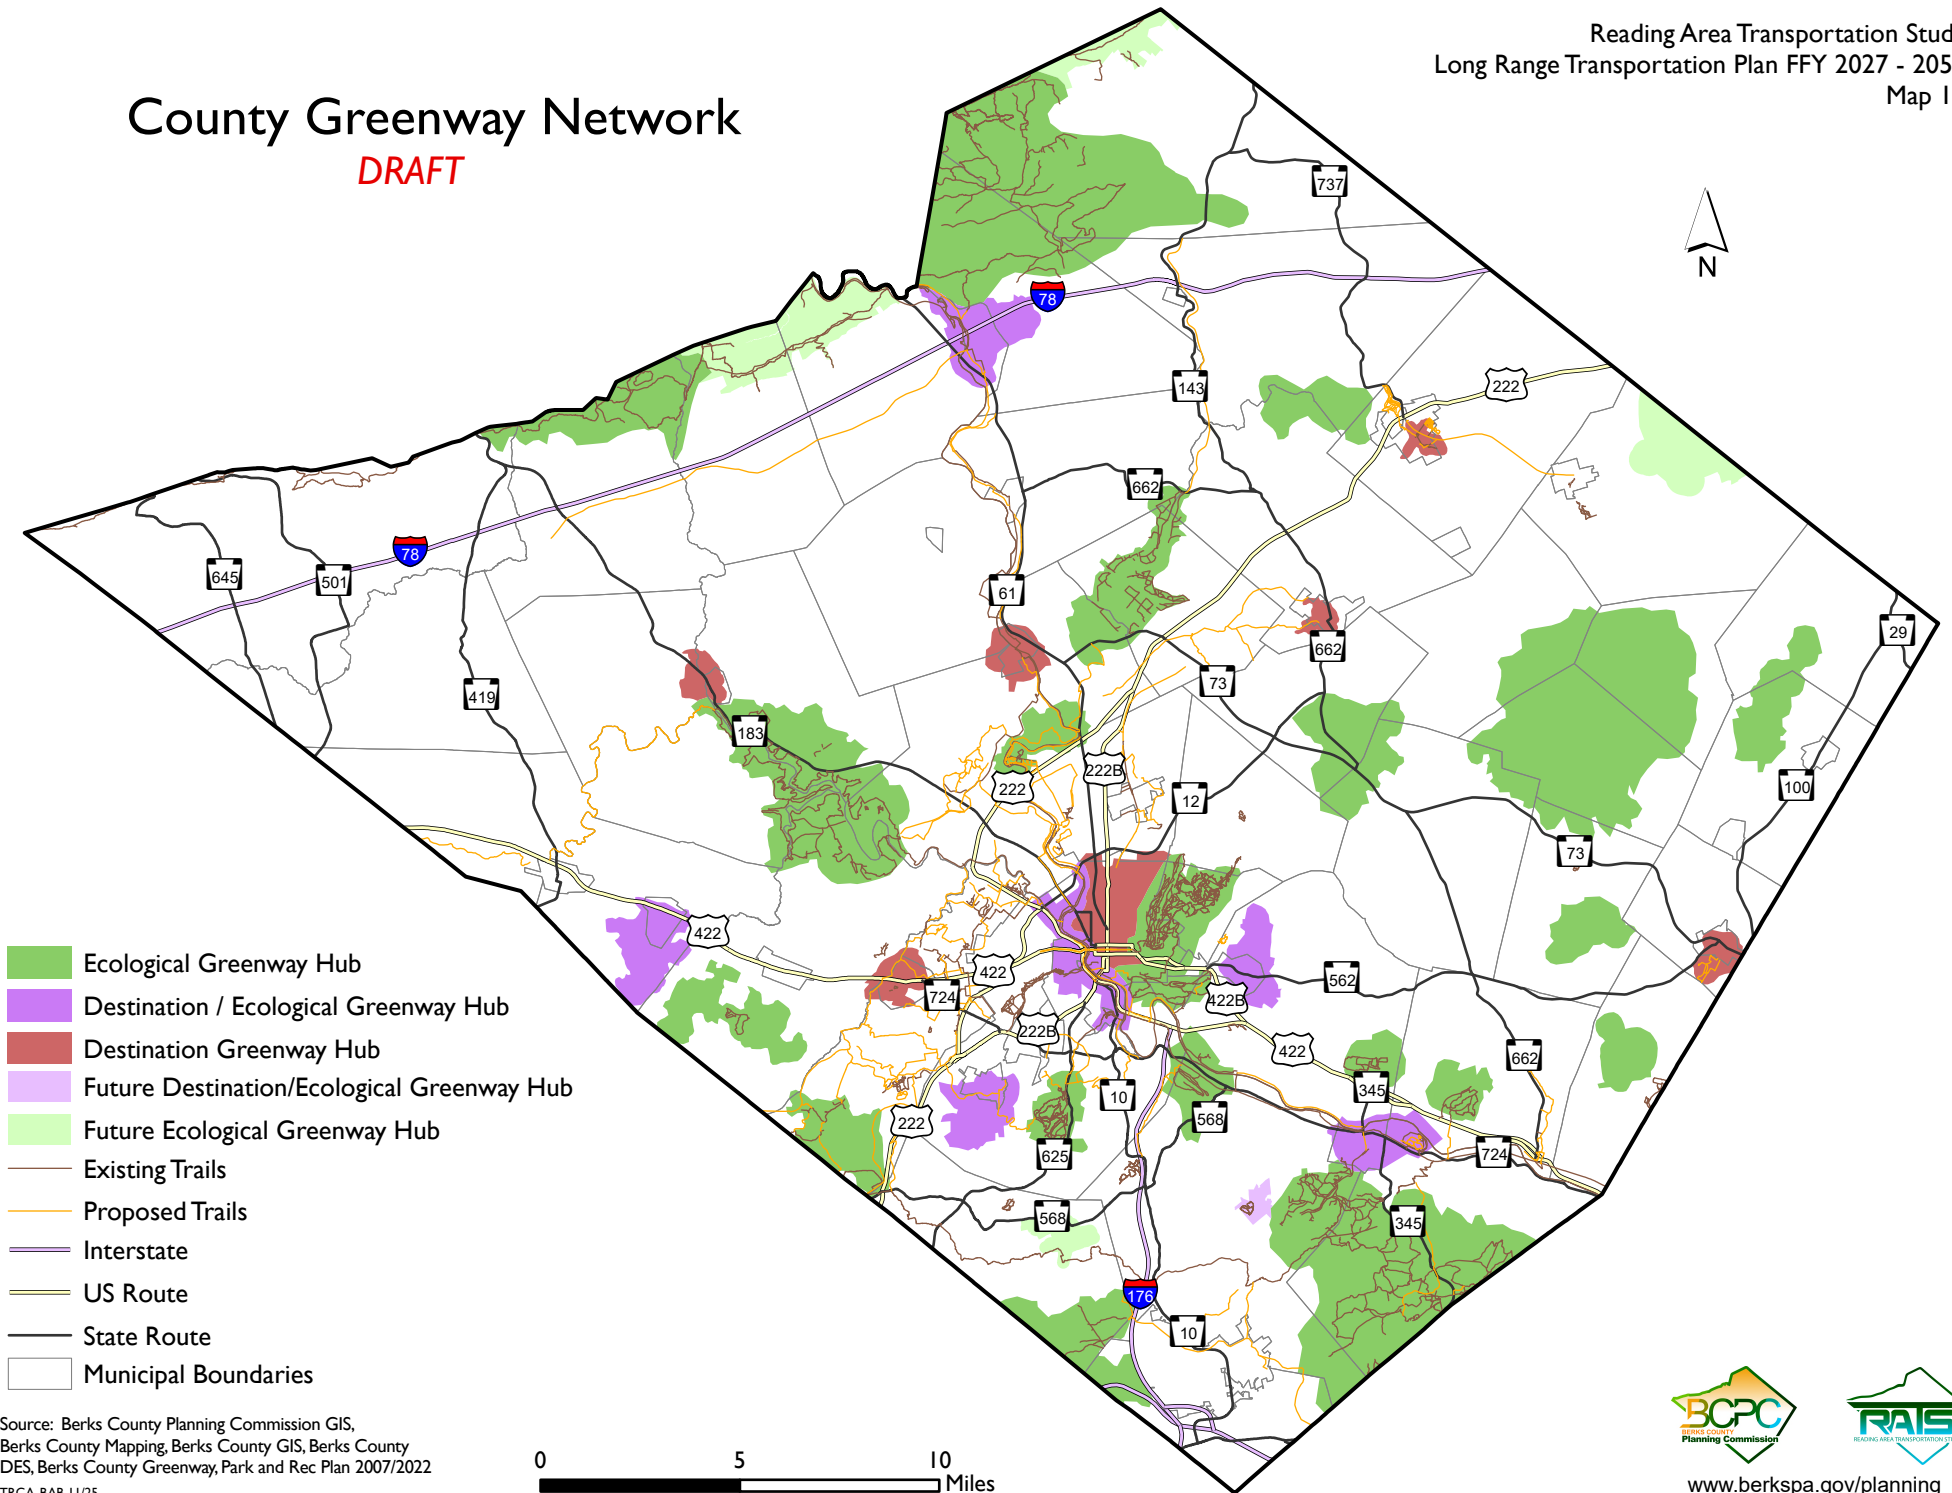 Reading Area Transportation Stud
Long Range Transportation Plan FFY 2027 - 205
Map 1
County Greenway Network
DRAFT
N
737
78
143
222
662
78
645
501
61
29
662
419
73
183
222B
222
12
100
73
422
422
562
724
422B
222B
422
662
345
10
222
568
625
724
568
345
176
10
Ecological Greenway Hub
Destination / Ecological Greenway Hub
Destination Greenway Hub
Future Destination/Ecological Greenway Hub
Future Ecological Greenway Hub
Existing Trails
Proposed Trails
Interstate
US Route
State Route
Municipal Boundaries
Source: Berks County Planning Commission GIS,
Berks County Mapping, Berks County GIS, Berks County
DES, Berks County Greenway, Park and Rec Plan 2007/2022
0 5 10
Miles
BCPC
BERKS COUNTY
Planning Commission
RATS
READING AREA TRANSPORTATION
www.berkspa.gov/planning